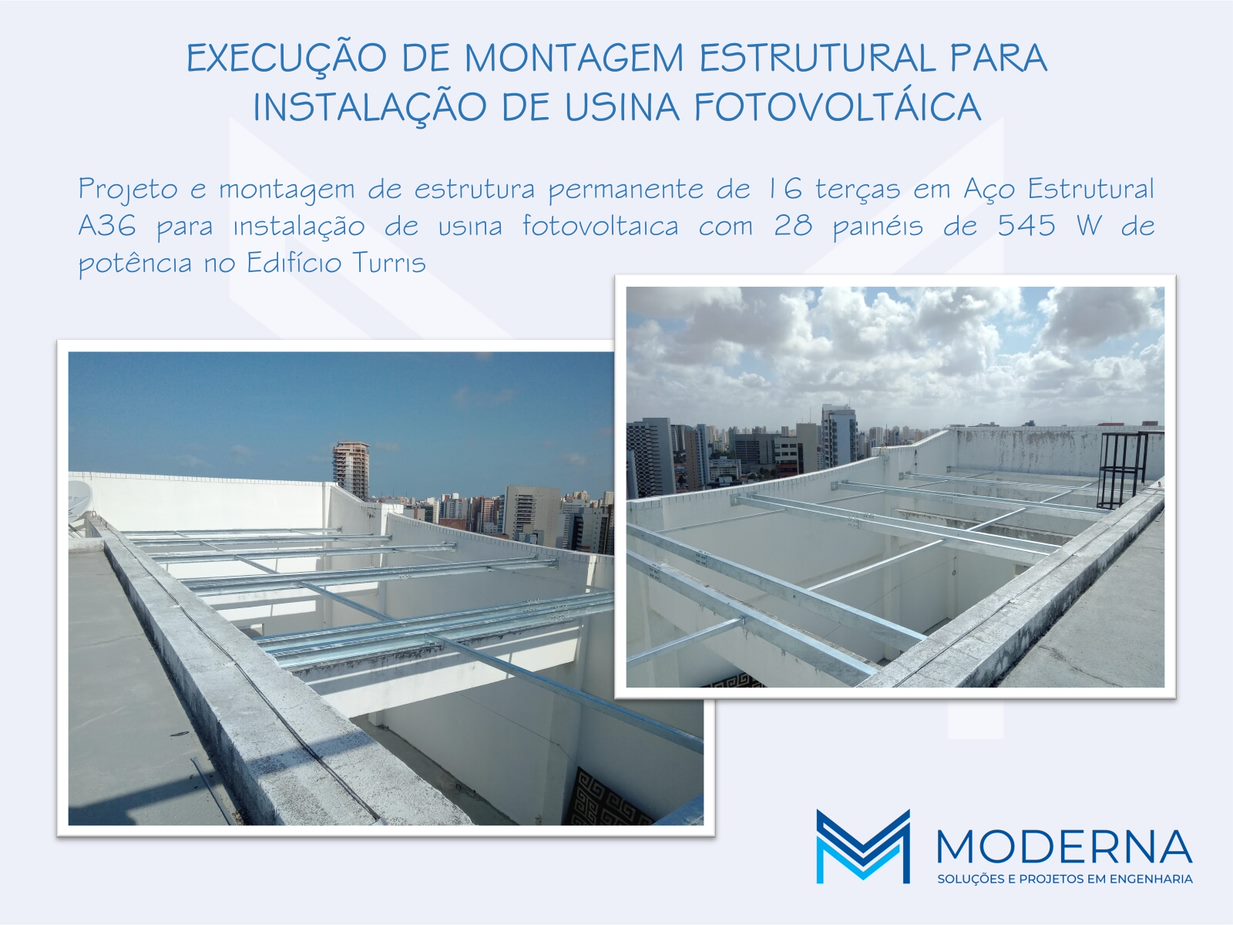 EXECUÇÃO DE MONTAGEM ESTRUTURAL PARA
INSTALAÇÃO DE USINA FOTOVOLTÁICA
Projeto e montagem de estrutura permanente de 16 terças em Aço Estrutural
A36 para instalação de usina fotovoltaica com 28 painéis de 545 W de
potência no Edifício Turris
MODERNA
SOLUÇÕES E PROJETOS EM ENGENHARIA